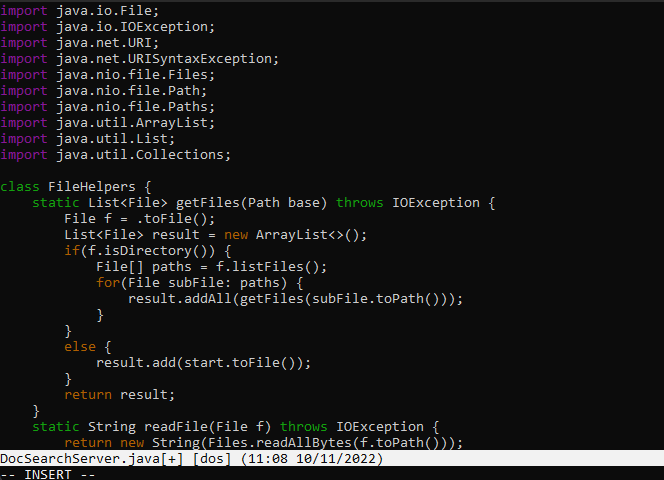 import java.io.File;
import java.io.IOException;
import java.net.URI;
import java.net.URISyntaxException;
import java.nio.file.Files;
import java.nio.file.Path;
import java.nio.file.Paths;
import java.util.ArrayList;
import java.util.List;
import java.util.Collections;

class FileHelpers {
    static List<File> getFiles(Path base) throws IOException {
        File f = .toFile();
        List<File> result = new ArrayList<>();
        if(f.isDirectory()) {
            File[] paths = f.listFiles();
            for(File subFile: paths) {
                result.addAll(getFiles(subFile.toPath()));
            }
        }
        else {
            result.add(start.toFile());
        }
        return result;
    }
    static String readFile(File f) throws IOException {
        return new String(Files.readAllBytes(f.toPath()));
DocSearchServer.java[+] [dos] (11:08 10/11/2022)
-- INSERT --